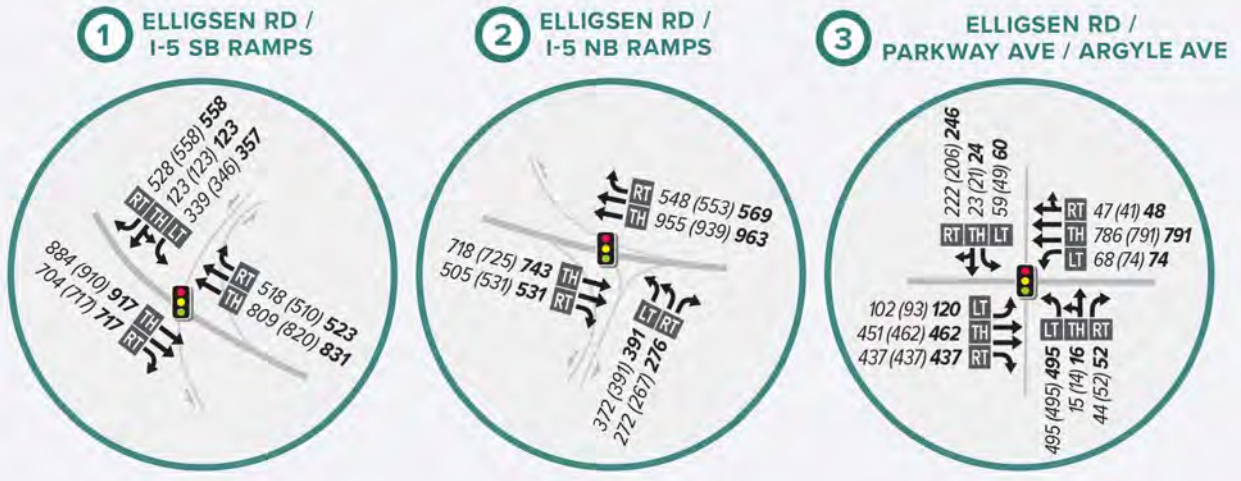 1
ELLIGSEN RD /
I-5 SB RAMPS
RT TH LT
528 (558) 558
123 (123) 123
339 (346) 357
884 (910) 917 TH
704 (717) 717 RT
RT 518 (510) 523
TH 809 (820) 831
2
ELLIGSEN RD /
I-5 NB RAMPS
RT 548 (553) 569
TH 955 (939) 963
718 (725) 743 TH
505 (531) 531 RT
LT RT
372 (391) 391
272 (267) 276
3
ELLIGSEN RD /
PARKWAY AVE / ARGYLE AVE
222 (206) 246
23 (21) 24
59 (49) 60
RT TH LT
RT 47 (41) 48
TH 786 (791) 791
LT 68 (74) 74
102 (93) 120 LT
451 (462) 462 TH
437 (437) 437 RT
LT TH RT
495 (495) 495
15 (14) 16
44 (52) 52